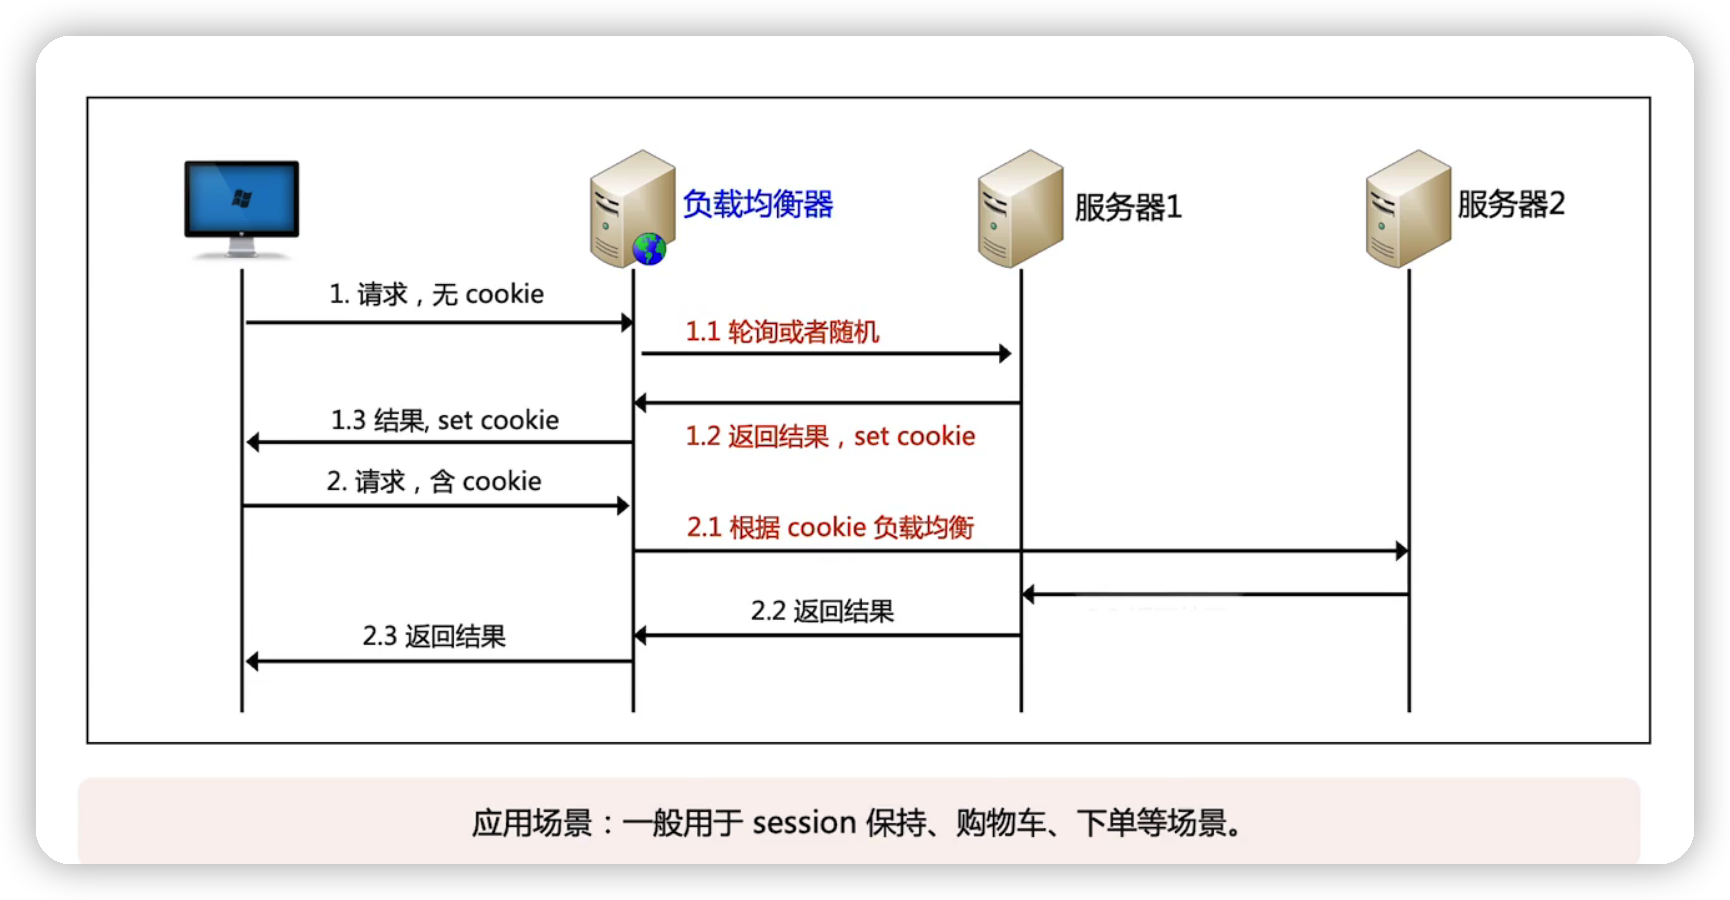 负载均衡器
服务器1
服务器2
1. 请求，无 cookie
1.1 轮询或者随机
1.3 结果, set cookie
1.2 返回结果，set cookie
2. 请求，含 cookie
2.1 根据 cookie 负载均衡
2.2 返回结果
2.3 返回结果
应用场景：一般用于 session 保持、购物车、下单等场景。